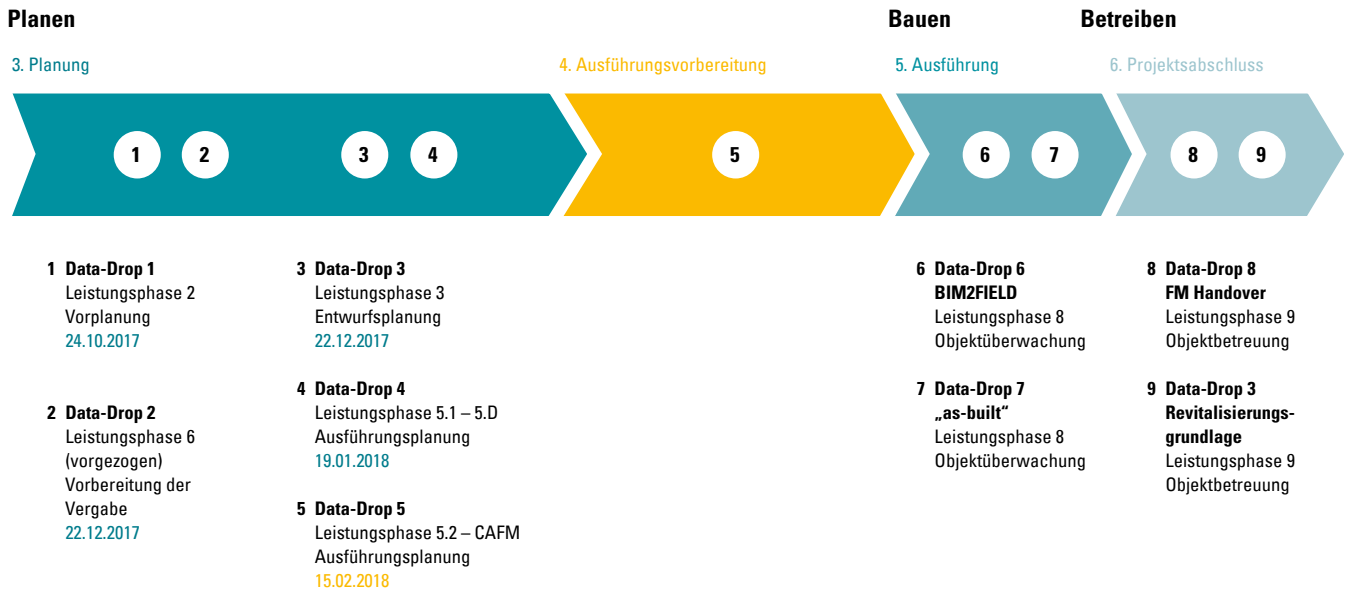 Planen
Bauen
Betreiben
3. Planung
4. Ausführungsvorbereitung
5. Ausführung
6. Projektsabschluss
1
2
3
4
5
6
7
8
9
1 Data-Drop 1
Leistungsphase 2
Vorplanung
24.10.2017
2 Data-Drop 2
Leistungsphase 6
(vorgezogen)
Vorbereitung der
Vergabe
22.12.2017
3 Data-Drop 3
Leistungsphase 3
Entwurfsplanung
22.12.2017
4 Data-Drop 4
Leistungsphase 5.1 – 5.D
Ausführungsplanung
19.01.2018
5 Data-Drop 5
Leistungsphase 5.2 – CAFM
Ausführungsplanung
15.02.2018
6 Data-Drop 6
BIM2FIELD
Leistungsphase 8
Objektüberwachung
7 Data-Drop 7
„as-built“
Leistungsphase 8
Objektüberwachung
8 Data-Drop 8
FM Handover
Leistungsphase 9
Objektbetreuung
9 Data-Drop 3
Revitalisierungs-
grundlage
Leistungsphase 9
Objektbetreuung